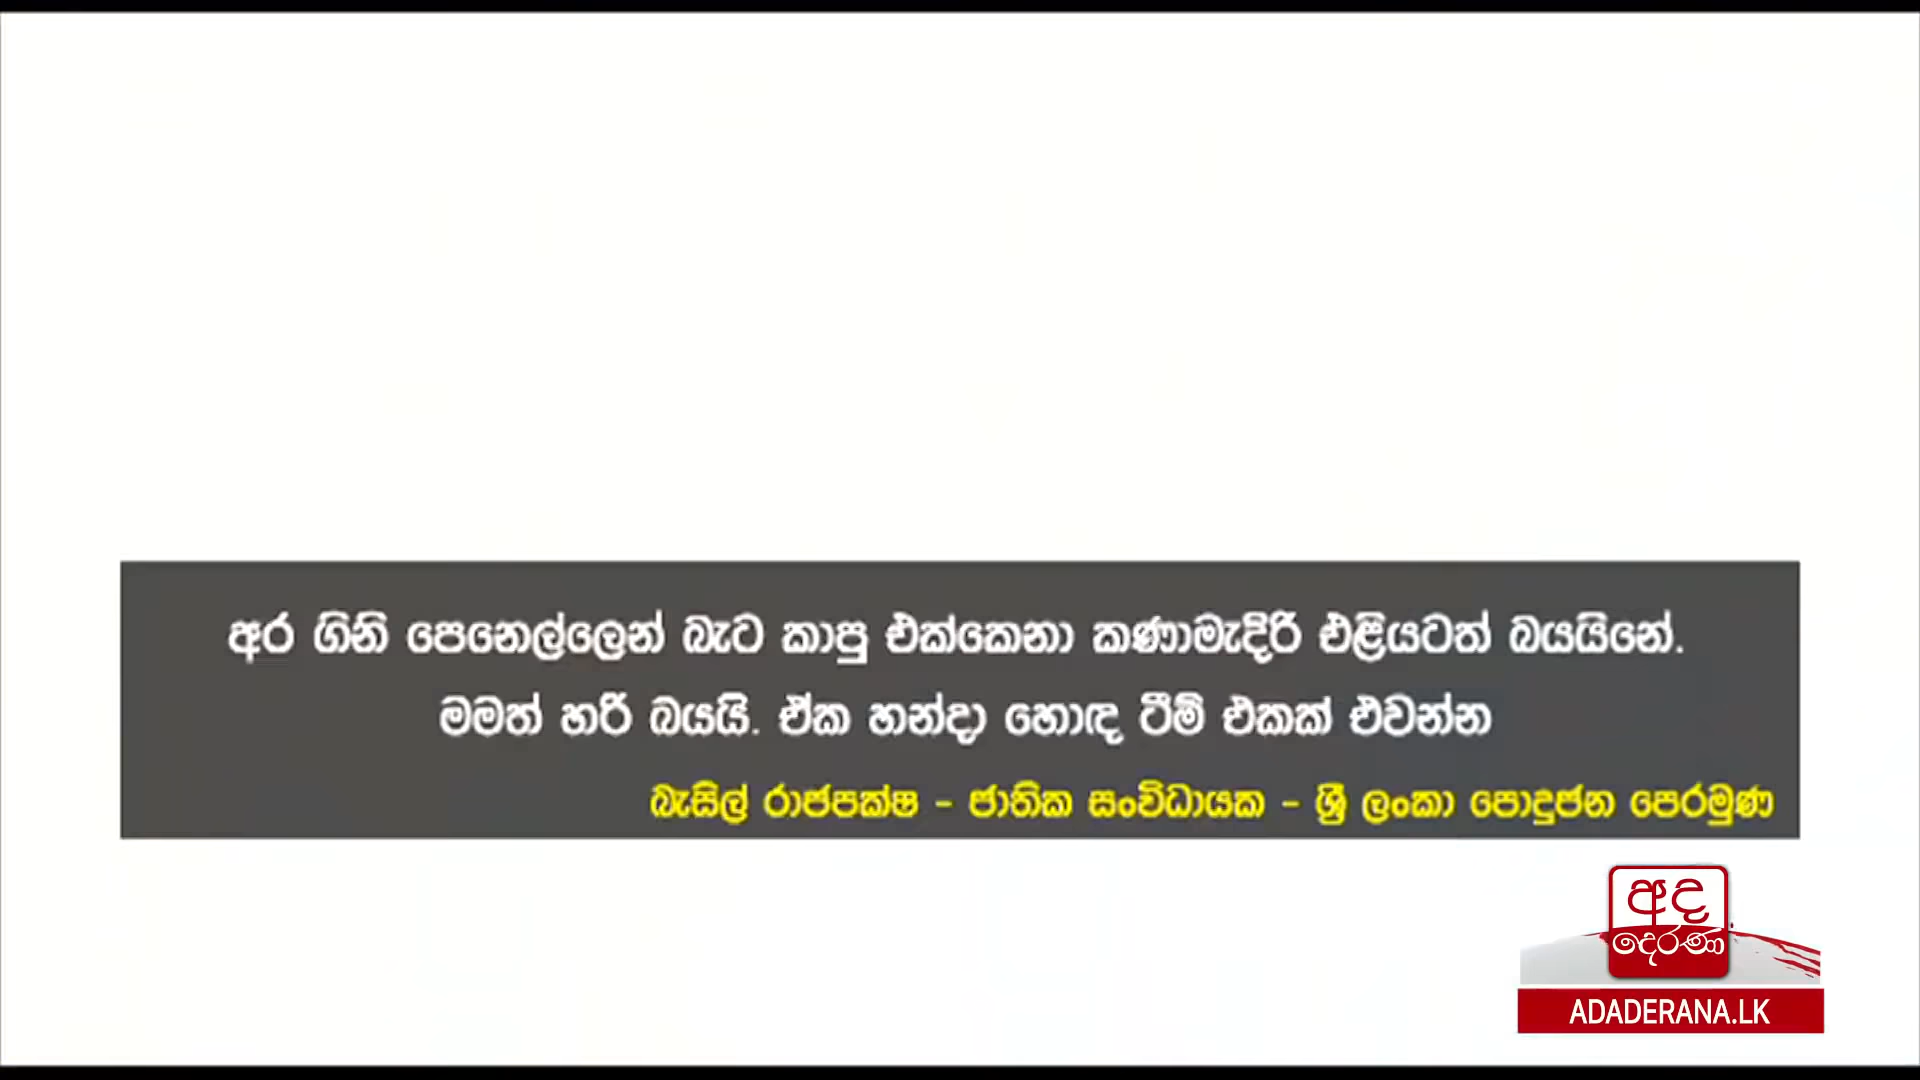 අර ගිනි පෙනෙල්ලෙන් බැට කාපු එක්කෙනා කණාමැදිරි එළියටත් බයයිනේ.
මමත් හරි බයයි. ඒක හන්දා හොඳ ටීම් එකක් එවන්න
බැසිල් රාජපක්ෂ - ජාතික සංවිධායක - ශ්‍රී ලංකා පොදුජන පෙරමුණ
අද
දෙරණ
ADADERANA.LK